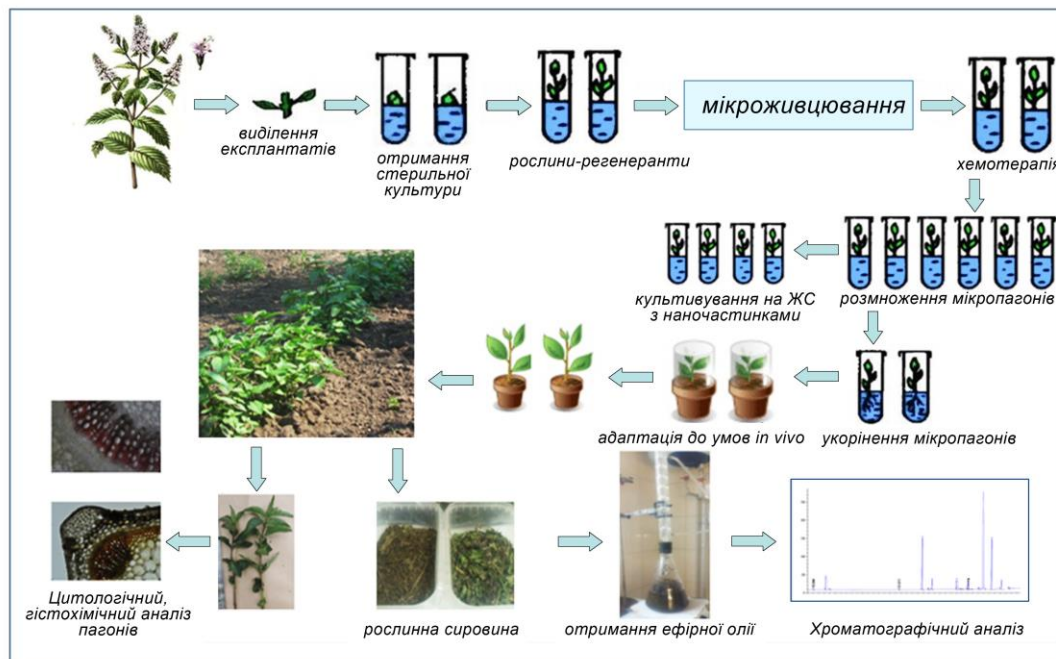 виділення
експлантатів
отримання
стерильної
культури
рослини-регенеранти
мікроживцювання
хемотерапія
культивування на ЖС
з наночастинками
розмноження мікропагонів
адаптація до умов in vivo
укорінення мікропагонів
Цитологічний,
гістохімічний аналіз
пагонів
рослинна сировина
отримання ефірної олії
Хроматографічний аналіз